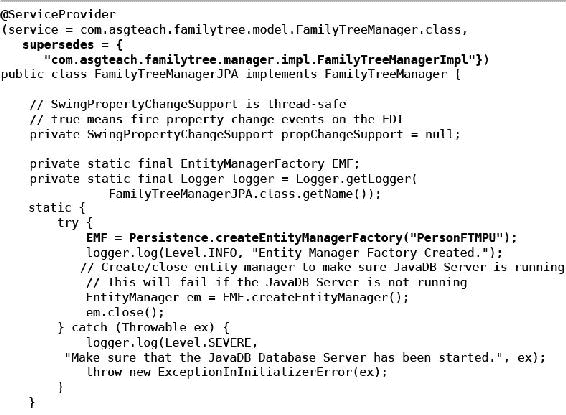 @ServiceProvider
(service = com.asgteach.familytree.model.FamilyTreeManager.class,
supersedes = {
"com.asgteach.familytree.manager.impl.FamilyTreeManagerImpl"})
public class FamilyTreeManagerJPA implements FamilyTreeManager {
// SwingPropertyChangeSupport is thread-safe
// true means fire property change events on the EDT
private SwingPropertyChangeSupport propChangeSupport = null;
private static final EntityManagerFactory EMF;
private static final Logger logger = Logger.getLogger(
FamilyTreeManagerJPA.class.getName());
static {
try {
EMF = Persistence.createEntityManagerFactory("PersonFTMPU");
logger.log(Level.INFO, "Entity Manager Factory Created.");
// Create/close entity manager to make sure JavaDB Server is running
// This will fail if the JavaDB Server is not running
EntityManager em = EMF.createEntityManager();
em.close();
} catch (Throwable ex) {
logger.log(Level.SEVERE,
"Make sure that the JavaDB Database Server has been started.", ex);
throw new ExceptionInInitializerError(ex);
}
}